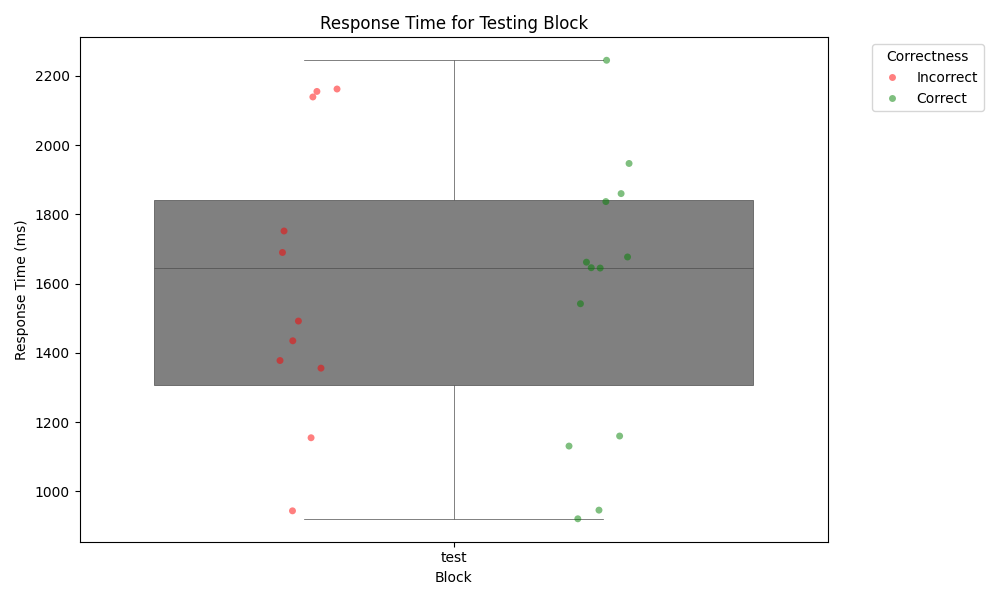 Response Time for Testing Block
Correctness
Incorrect
Correct
Response Time (ms)
2200
2000
1800
1600
1400
1200
1000
test
Block